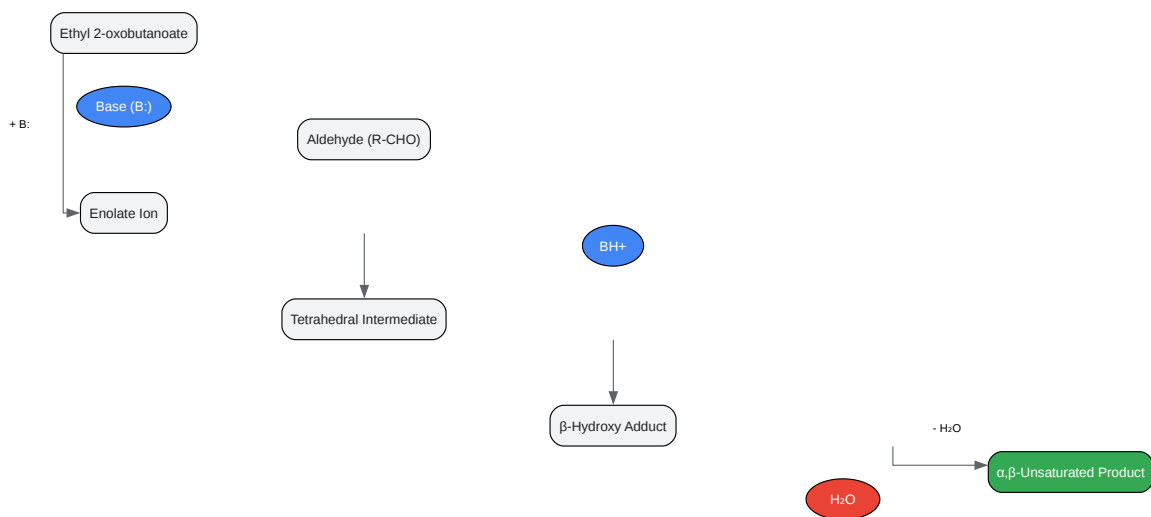 Ethyl 2-oxobutanoate
Base (B:)
+ B:
Aldehyde (R-CHO)
Enolate Ion
BH+
Tetrahedral Intermediate
β-Hydroxy Adduct
- H₂O
α,β-Unsaturated Product
H₂O